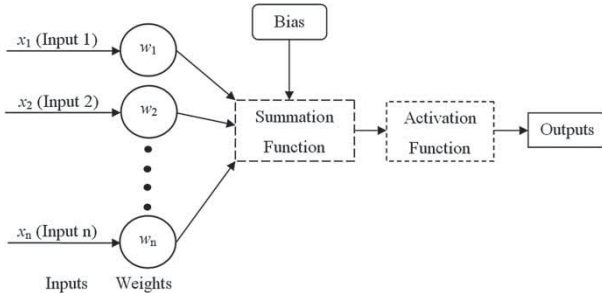 Bias
x₁ (Input 1)
w₁
x₂ (Input 2)
w₂
Summation
Function
Activation
Function
Outputs
xₙ (Input n)
wₙ
Inputs
Weights